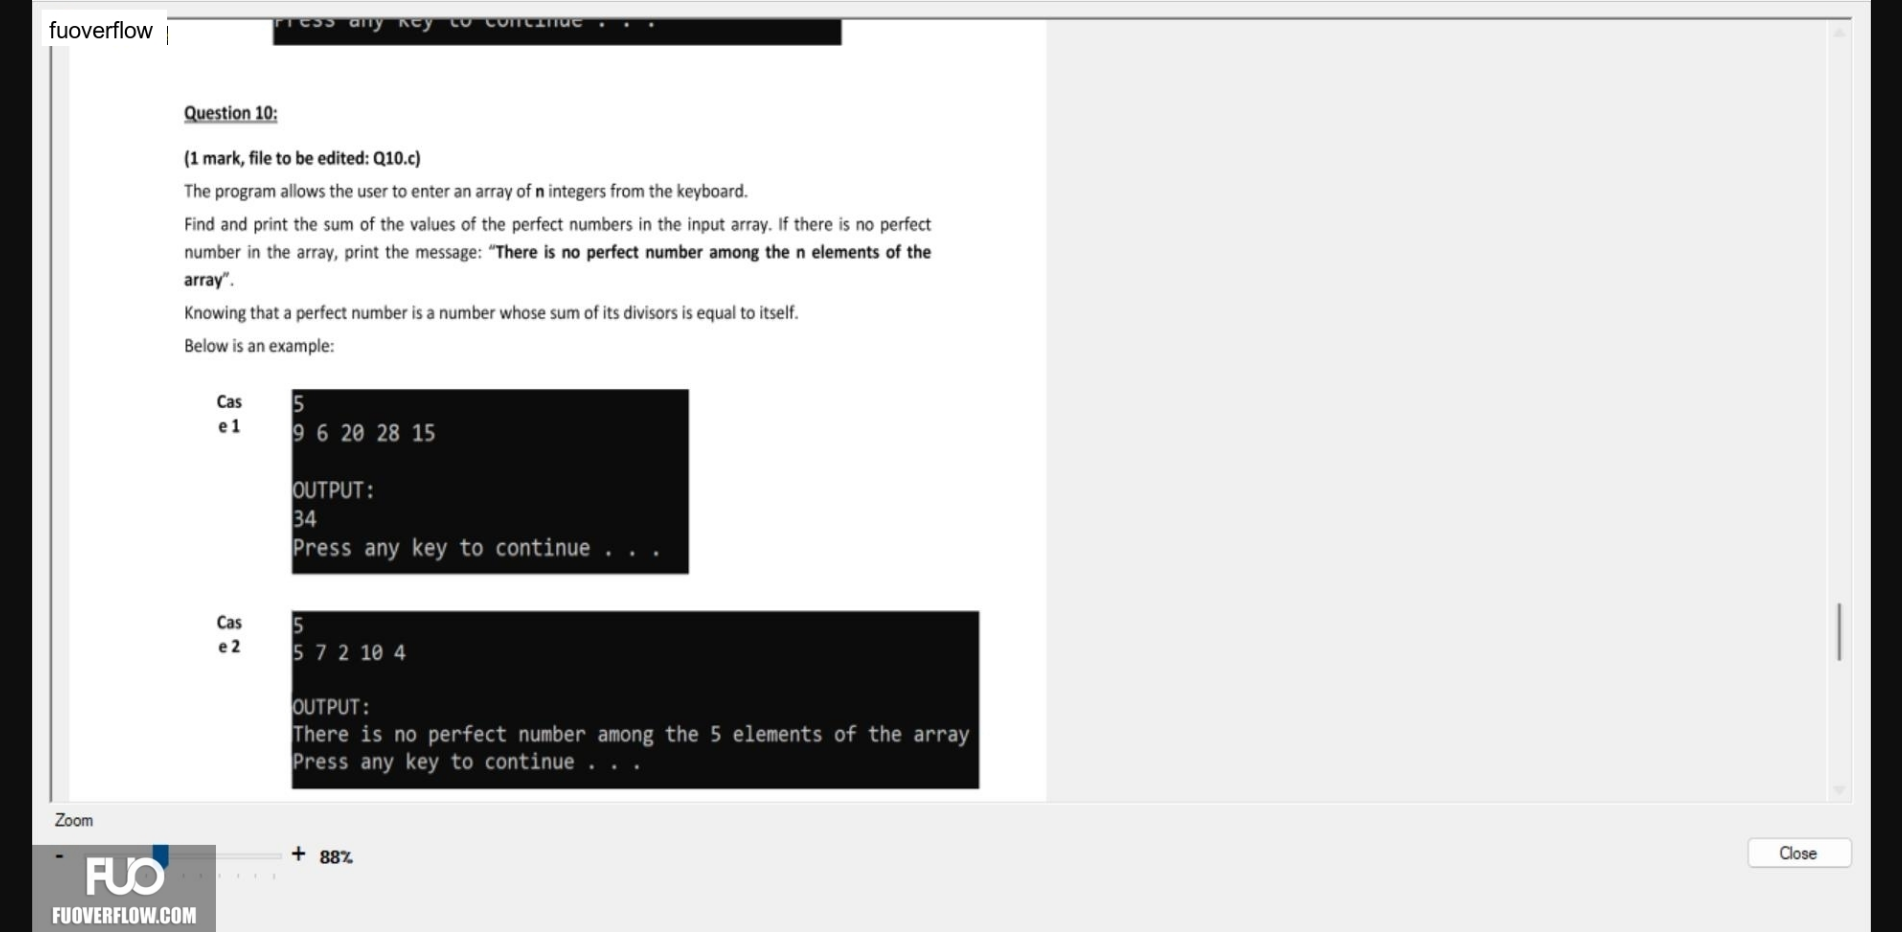 fuoverflow
Press any key to continue . . .
Question 10:
(1 mark, file to be edited: Q10.c)
The program allows the user to enter an array of n integers from the keyboard.
Find and print the sum of the values of the perfect numbers in the input array. If there is no perfect
number in the array, print the message: "There is no perfect number among the n elements of the
array".
Knowing that a perfect number is a number whose sum of its divisors is equal to itself.
Below is an example:
Cas
e 1
5
9 6 20 28 15
OUTPUT:
34
Press any key to continue . . .
Cas
e 2
5
5 7 2 10 4
OUTPUT:
There is no perfect number among the 5 elements of the array
Press any key to continue . . .
Zoom
- + 88%
Close
FUO
FUOVERFLOW.COM